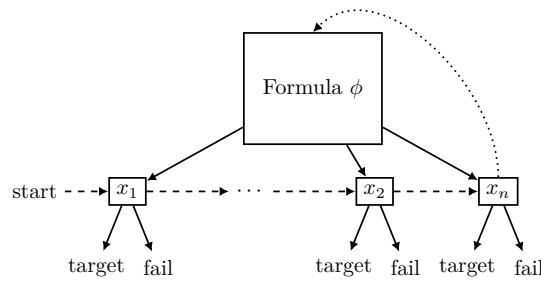 Formula ϕ
start
x₁
· · ·
x₂
xₙ
target
fail
target
fail
target
fail